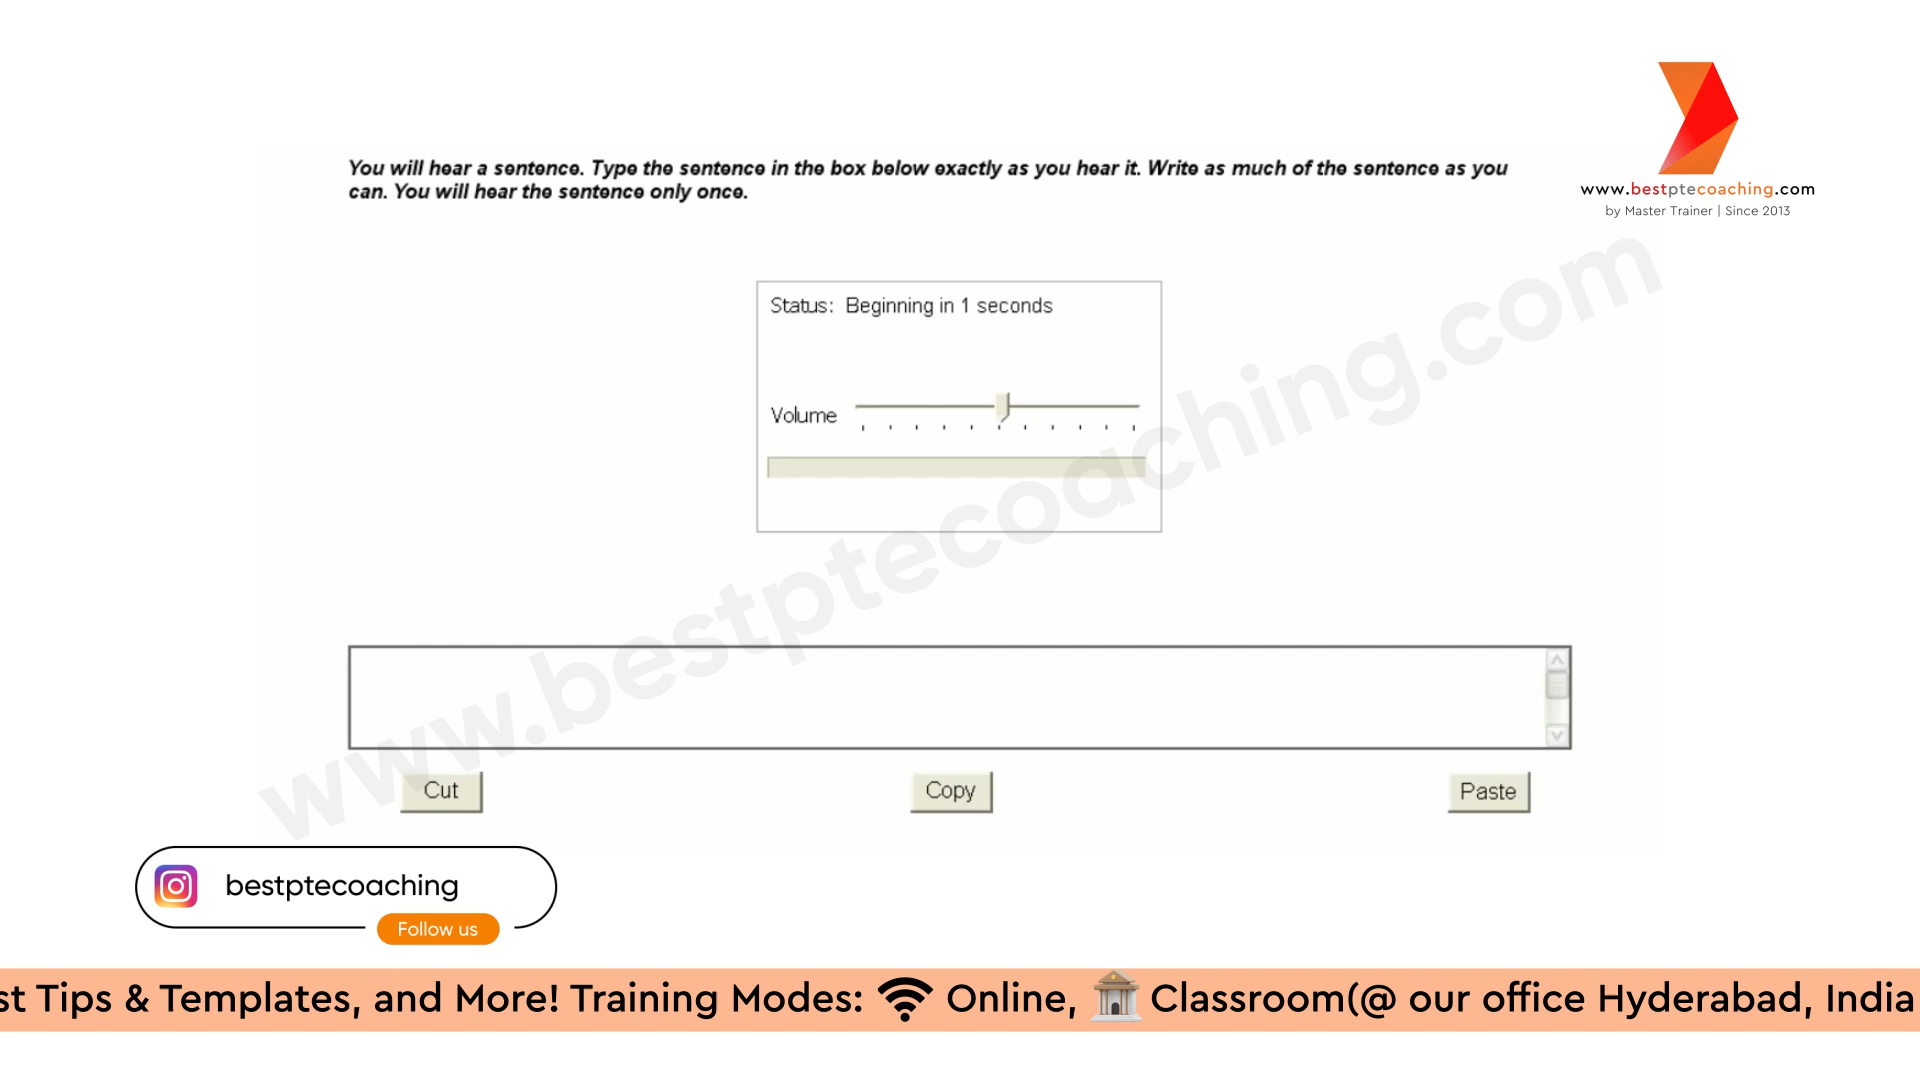 You will hear a sentence. Type the sentence in the box below exactly as you hear it. Write as much of the sentence as you
can. You will hear the sentence only once.
www.bestptecoaching.com
by Master Trainer | Since 2013
Status: Beginning in 1 seconds
Volume
www.bestptecoaching.com
Cut
Copy
Paste
bestptecoaching
Follow us
st Tips & Templates, and More! Training Modes: Online, Classroom(@ our office Hyderabad, India